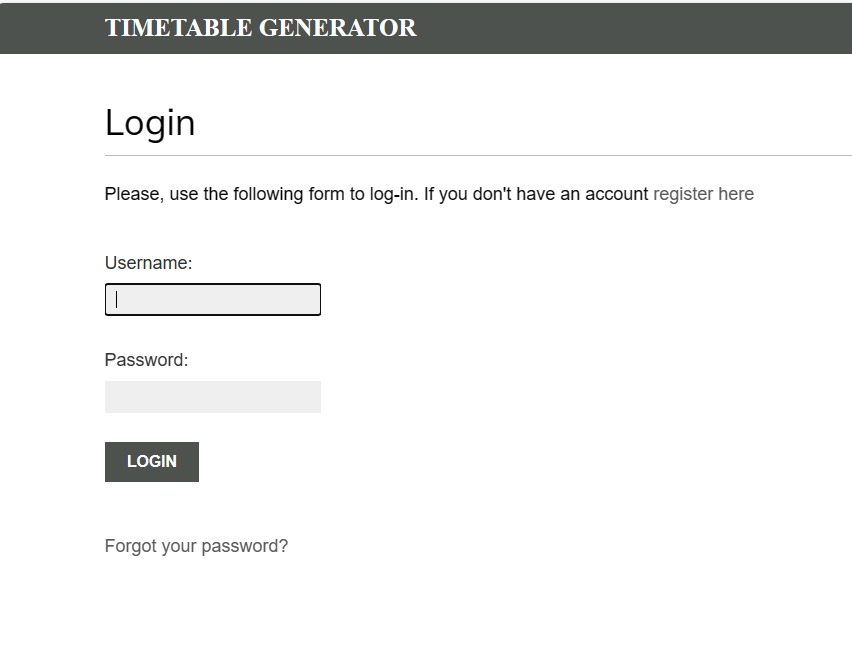 TIMETABLE GENERATOR
Login
Please, use the following form to log-in. If you don't have an account register here
Username:
Password:
LOGIN
Forgot your password?